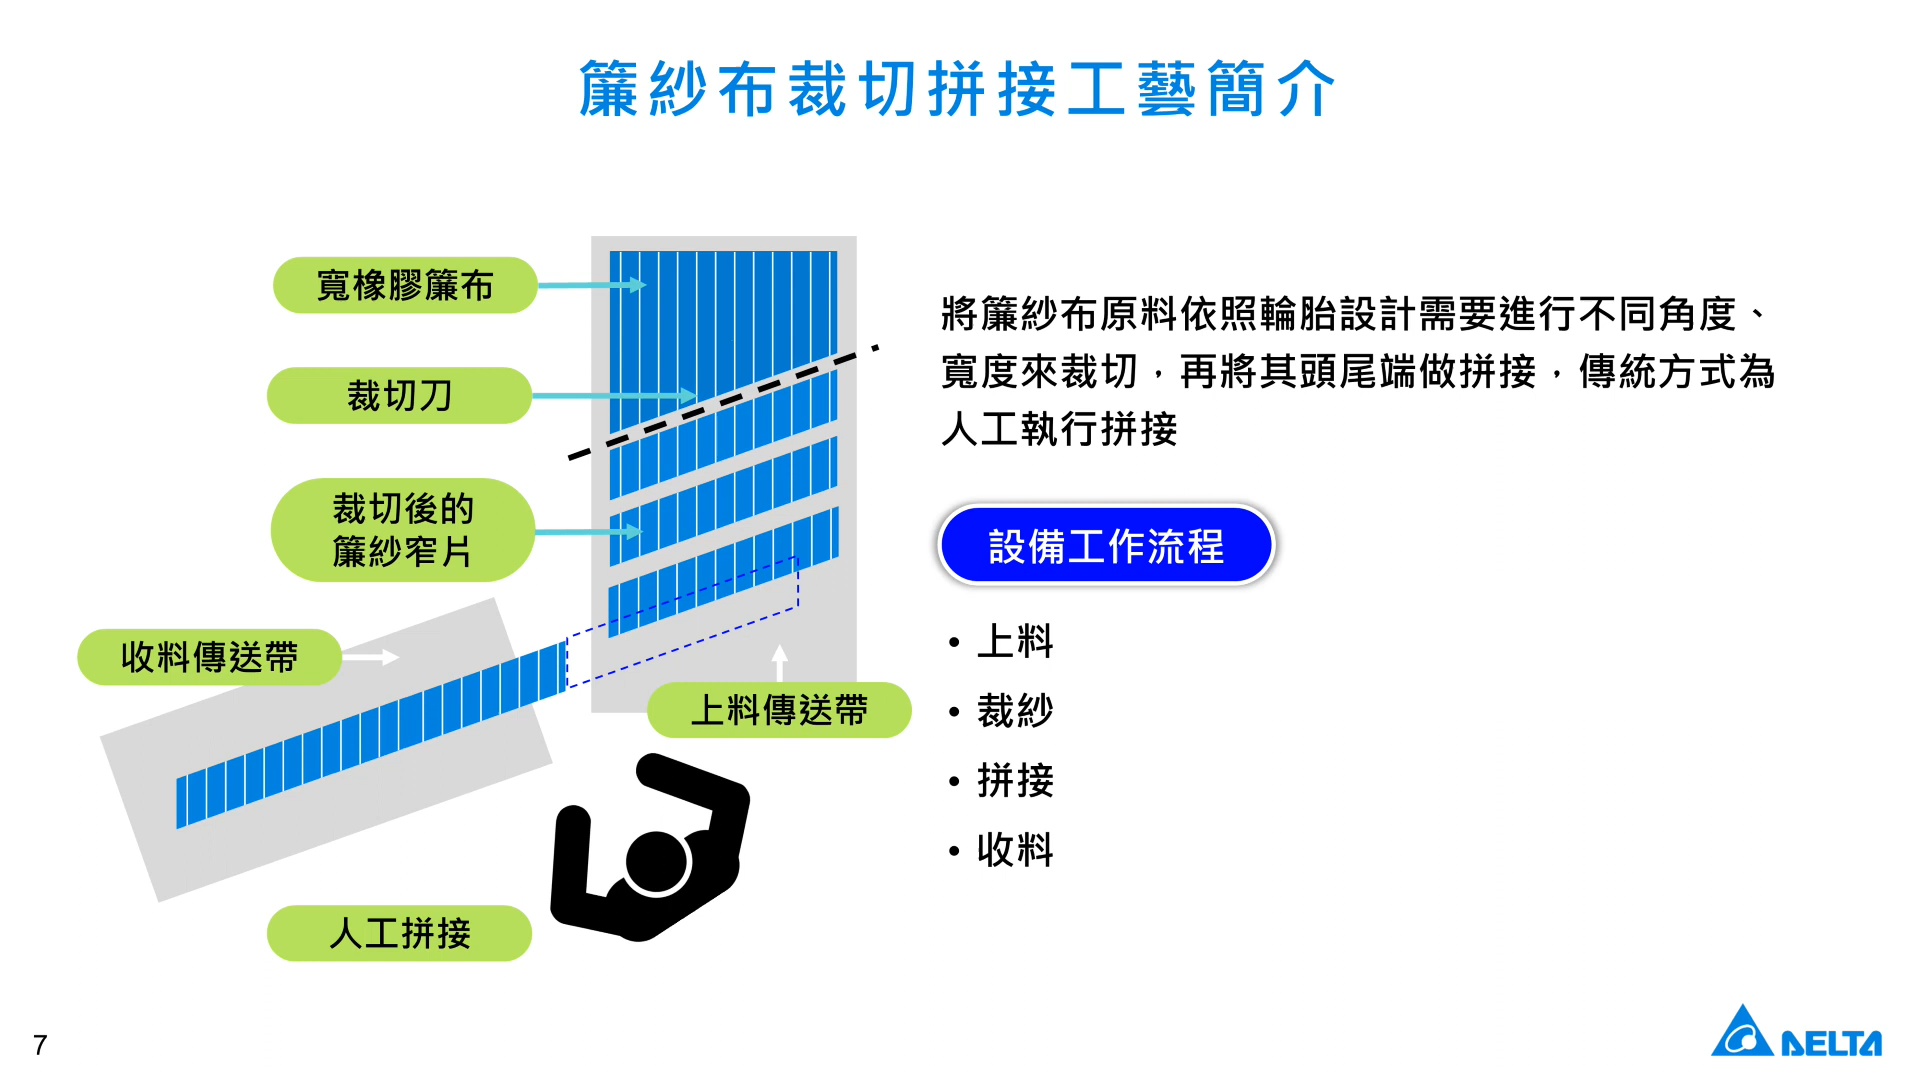 簾紗布裁切拼接工藝簡介
寬橡膠簾布
裁切刀
裁切後的
簾紗窄片
收料傳送帶
上料傳送帶
人工拼接
將簾紗布原料依照輪胎設計需要進行不同角度、
寬度來裁切，再將其頭尾端做拼接，傳統方式為
人工執行拼接
設備工作流程
• 上料
• 裁紗
• 拼接
• 收料
7
DELTA